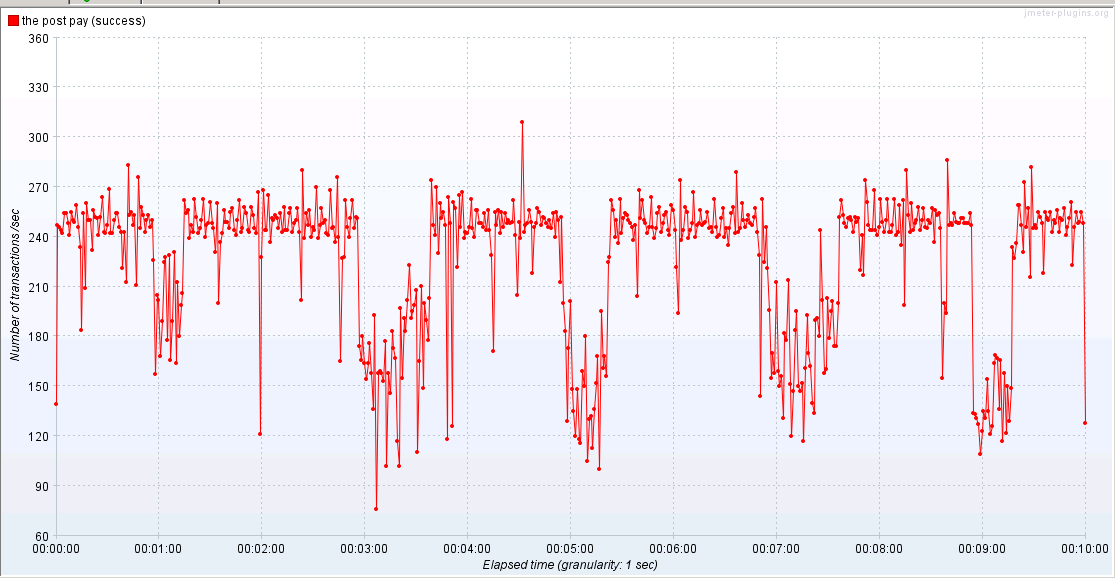 jmeter-plugins.org
the post pay (success)
360
330
300
270
240
210
180
150
120
90
60
Number of transactions /sec
00:00:00 00:01:00 00:02:00 00:03:00 00:04:00 00:05:00 00:06:00 00:07:00 00:08:00 00:09:00 00:10:00
Elapsed time (granularity: 1 sec)